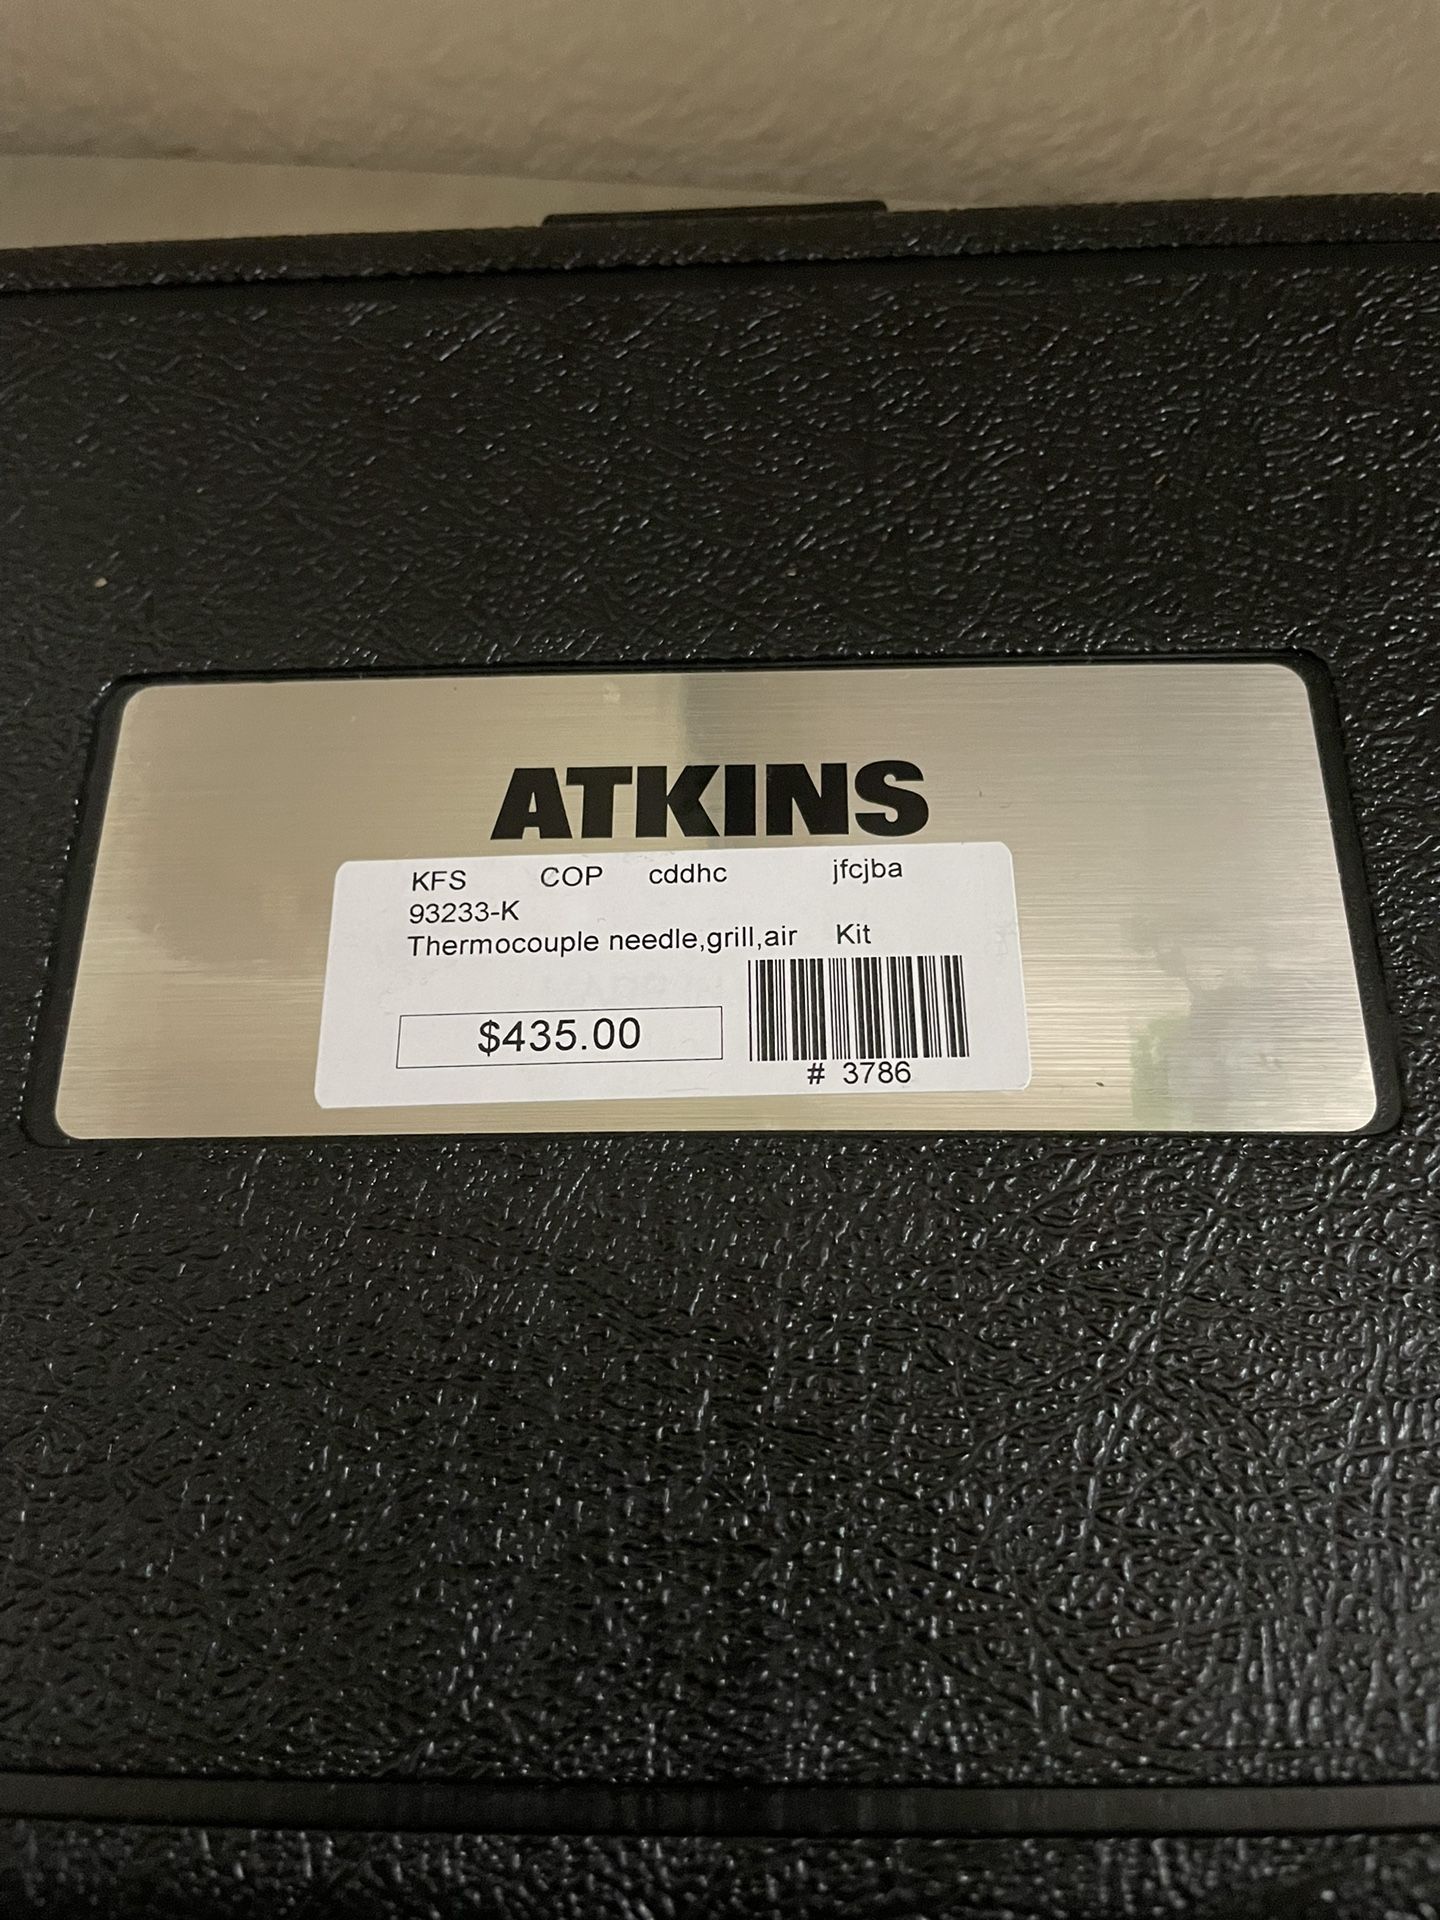 ATKINS
KFS COP cddhc jfcjba
93233-K
Thermocouple needle,grill,air Kit
$435.00
# 3786